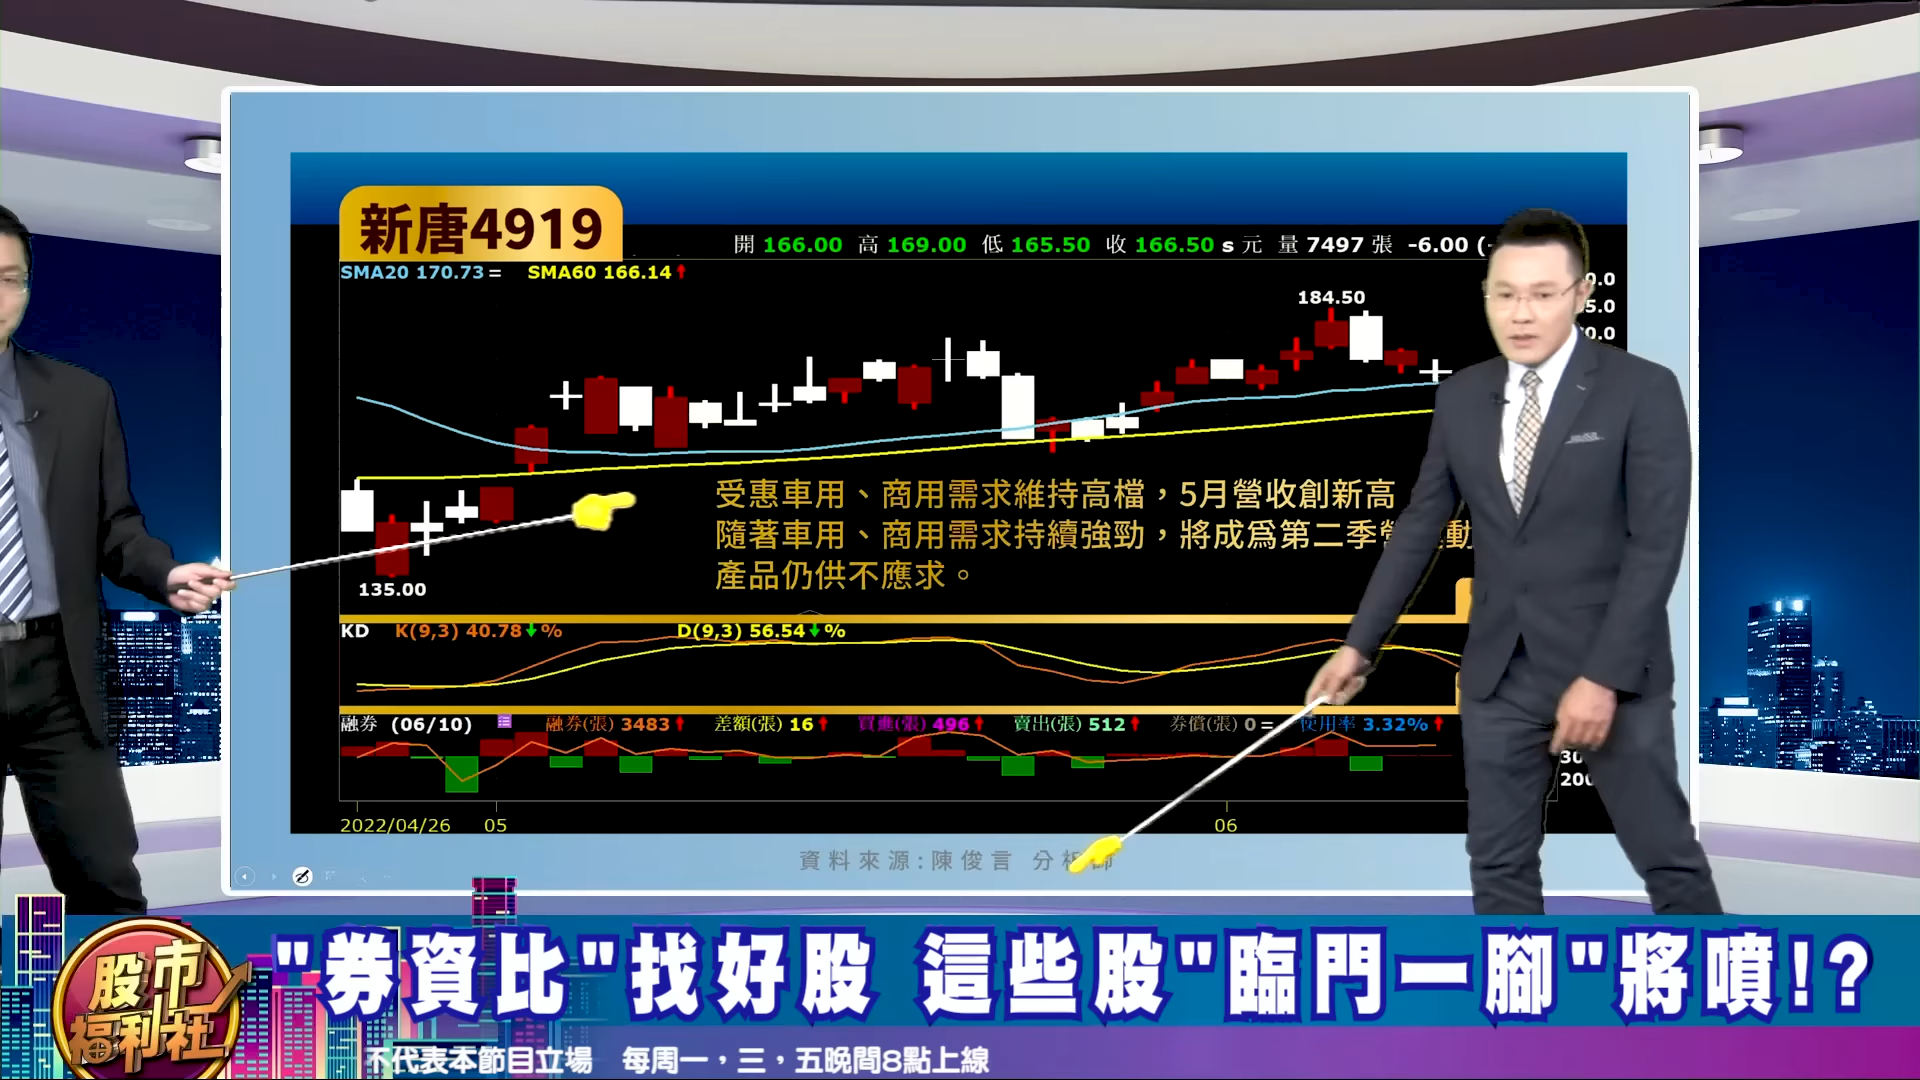 新唐4919
開 166.00 高 169.00 低 165.50 收 166.50 s 元 量 7497 張 -6.00 (-
SMA20 170.73 = SMA60 166.14↑
184.50
受惠車用、商用需求維持高檔，5月營收創新高
隨著車用、商用需求持續強勁，將成為第二季營 動
產品仍供不應求。
135.00
KD K(9,3) 40.78↓% D(9,3) 56.54↓%
融券 (06/10) 融券(張) 3483↑ 差額(張) 16↑ 買進(張) 496↑ 賣出(張) 512↑ 券償(張) 0 = 使用率 3.32%↑
2022/04/26 05 06
資料來源:陳俊言 分析師
"券資比"找好股 這些股"臨門一腳"將噴!?
股市
福利社
不代表本節目立場 每周一，三，五晚間8點上線